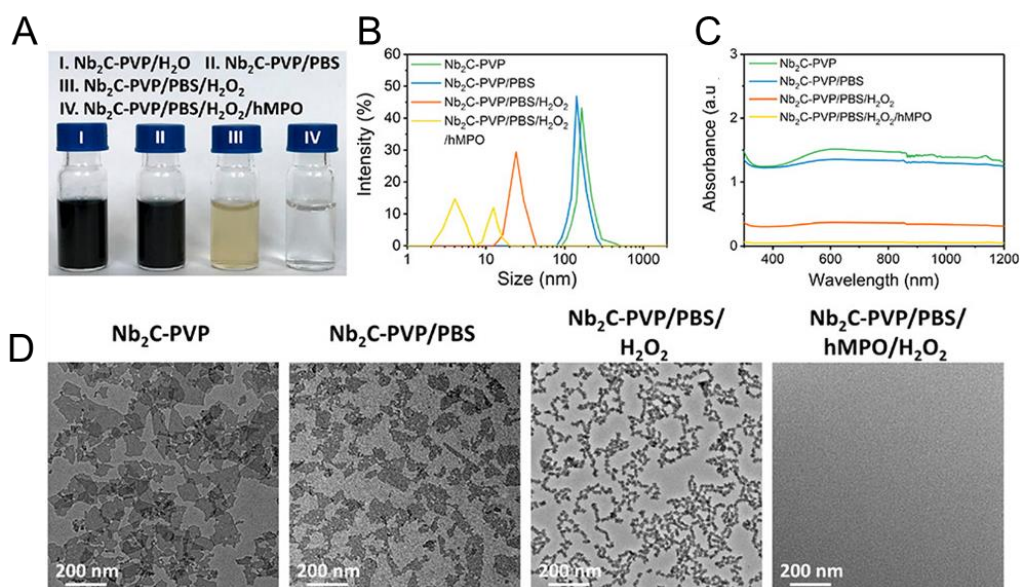 A
I. Nb₂C-PVP/H₂O II. Nb₂C-PVP/PBS
III. Nb₂C-PVP/PBS/H₂O₂
IV. Nb₂C-PVP/PBS/H₂O₂/hMPO
I II III IV
B
60
50
40
30
20
10
0
Intensity (%)
Nb₂C-PVP
Nb₂C-PVP/PBS
Nb₂C-PVP/PBS/H₂O₂
Nb₂C-PVP/PBS/H₂O₂
/hMPO
1 10 100 1000
Size (nm)
C
3
2
1
0
Absorbance (a.u
Nb₂C-PVP
Nb₂C-PVP/PBS
Nb₂C-PVP/PBS/H₂O₂
Nb₂C-PVP/PBS/H₂O₂/hMPO
400 600 800 1000 1200
Wavelength (nm)
D
Nb₂C-PVP
200 nm
Nb₂C-PVP/PBS
200 nm
Nb₂C-PVP/PBS/
H₂O₂
200 nm
Nb₂C-PVP/PBS/
hMPO/H₂O₂
200 nm